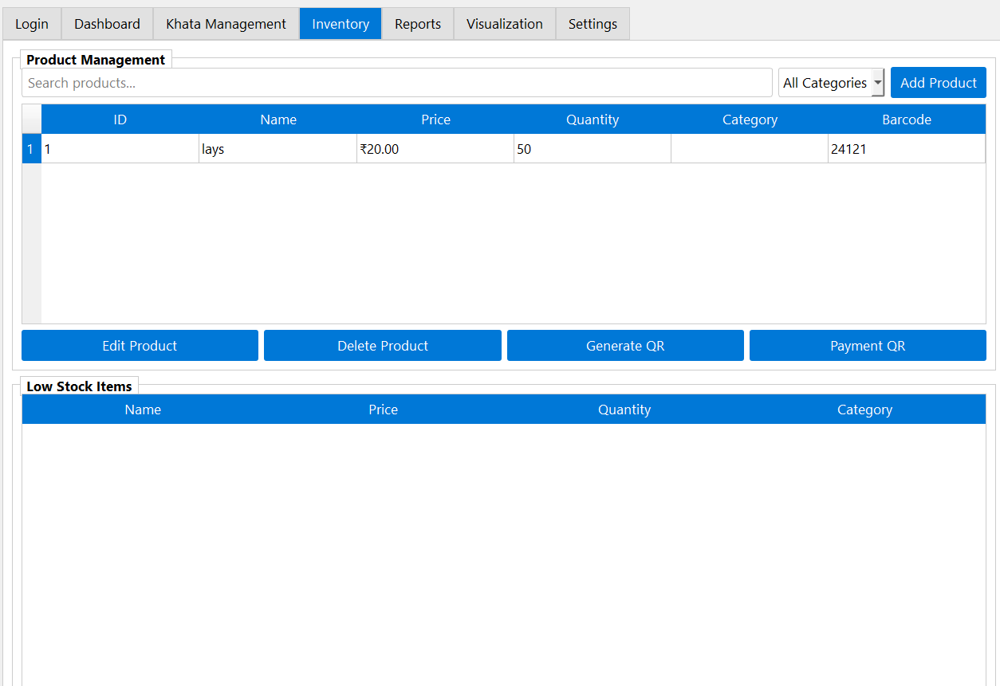 Login Dashboard Khata Management Inventory Reports Visualization Settings
Product Management
Search products... All Categories Add Product
ID Name Price Quantity Category Barcode
1 1 lays ₹20.00 50 24121
Edit Product Delete Product Generate QR Payment QR
Low Stock Items
Name Price Quantity Category